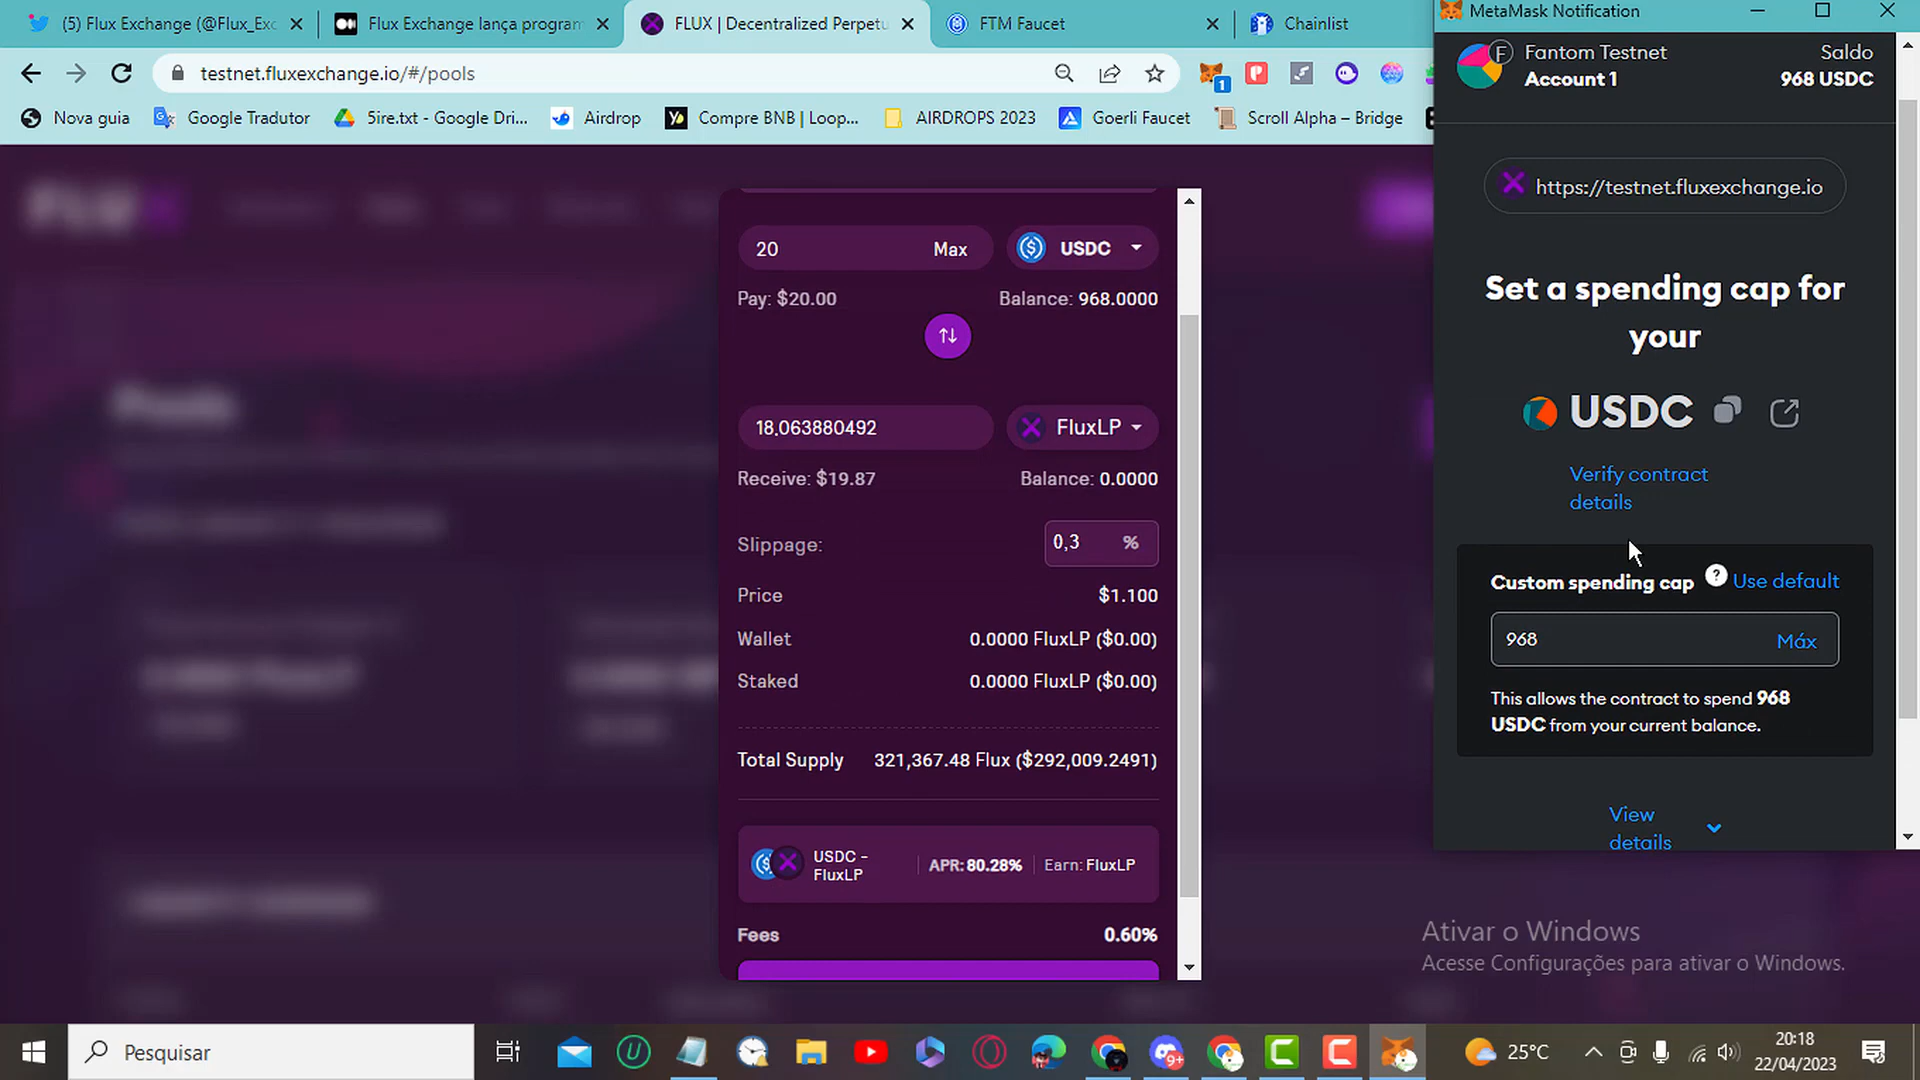 (5) Flux Exchange (@Flux_Exc
Flux Exchange lança program
FLUX | Decentralized Perpetu
FTM Faucet
Chainlist
testnet.fluxexchange.io/#/pools
1
Nova guia
Google Tradutor
5ire.txt - Google Dri...
Airdrop
Compre BNB | Loop...
AIRDROPS 2023
Goerli Faucet
Scroll Alpha – Bridge
FLUX
Pools
20
Max
USDC
Pay: $20.00
Balance: 968.0000
18,063880492
FluxLP
Receive: $19.87
Balance: 0.0000
Slippage:
0,3
%
Price
$1.100
Wallet
0.0000 FluxLP ($0.00)
Staked
0.0000 FluxLP ($0.00)
Total Supply
321,367.48 Flux ($292,009.2491)
USDC -
FluxLP
APR: 80.28%
Earn: FluxLP
Fees
0.60%
MetaMask Notification
F
Fantom Testnet
Account 1
Saldo
968 USDC
https://testnet.fluxexchange.io
Set a spending cap for
your
USDC
Verify contract
details
Custom spending cap
?
Use default
968
Máx
This allows the contract to spend 968
USDC from your current balance.
View
details
Ativar o Windows
Acesse Configurações para ativar o Windows.
Pesquisar
9+
25°C
20:18
22/04/2023